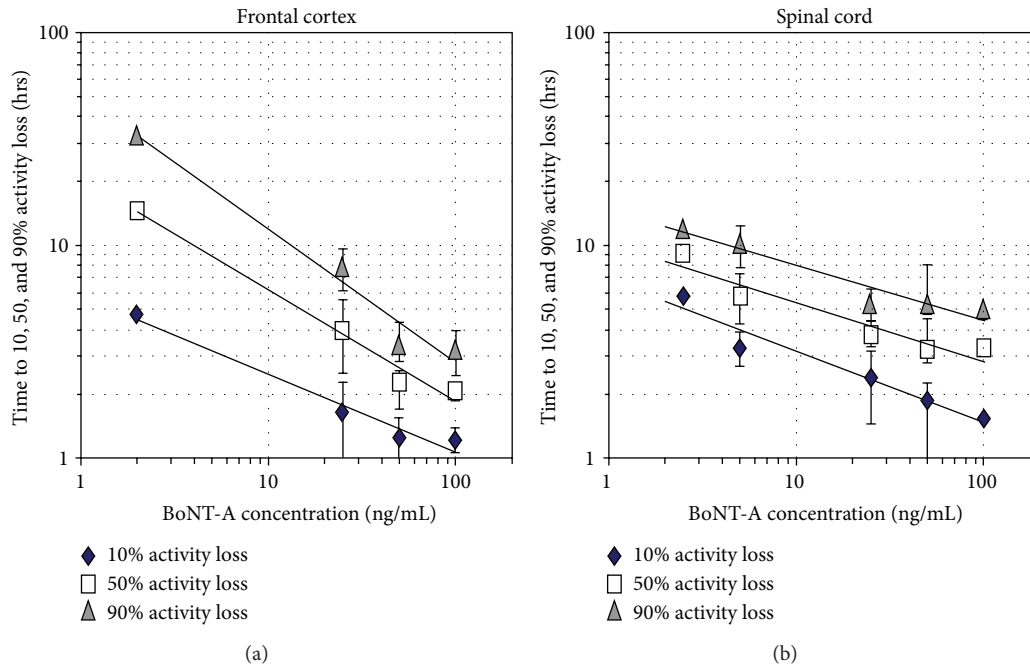 Frontal cortex
100
10
1
1
10
100
Time to 10, 50, and 90% activity loss (hrs)
BoNT-A concentration (ng/mL)
10% activity loss
50% activity loss
90% activity loss
(a)
Spinal cord
100
10
1
1
10
100
Time to 10, 50, and 90% activity loss (hrs)
BoNT-A concentration (ng/mL)
10% activity loss
50% activity loss
90% activity loss
(b)